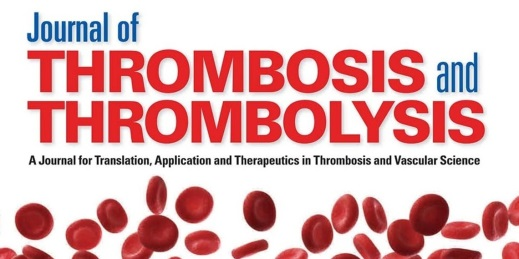 Journal of
THROMBOSIS and
THROMBOLYSIS
A Journal for Translation, Application and Therapeutics in Thrombosis and Vascular Science